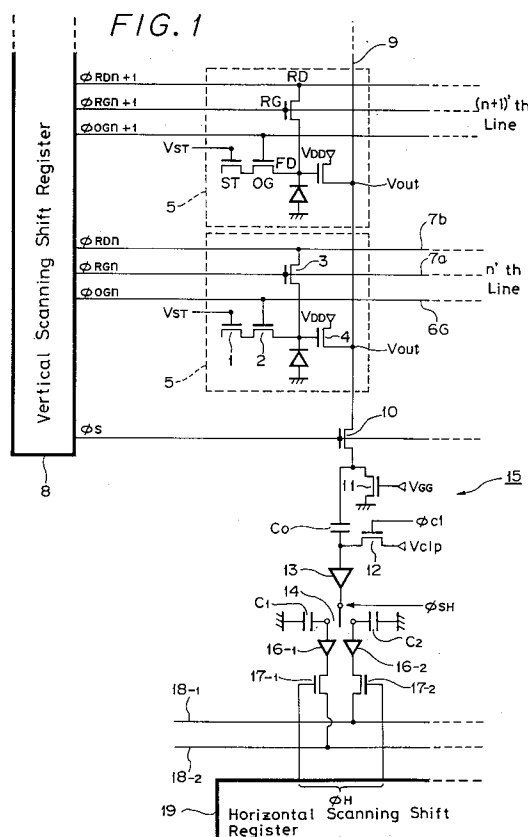 FIG. 1
9
ΦRDn+1
RD
ΦRGn+1
RG
(n+1)'th
Line
ΦOGn+1
VST
FD
VDD
ST
OG
Vout
5
7b
ΦRDn
3
7a
ΦRGn
n'th
Line
ΦOGn
VST
VDD
4
6G
1
2
Vout
5
Vertical Scanning Shift Register
ΦS
10
8
11
VGG
15
Co
Φc1
12
Vclp
13
14
ΦSH
C1
C2
16-1
16-2
17-1
17-2
18-1
18-2
ΦH
19
Horizontal Scanning Shift
Register